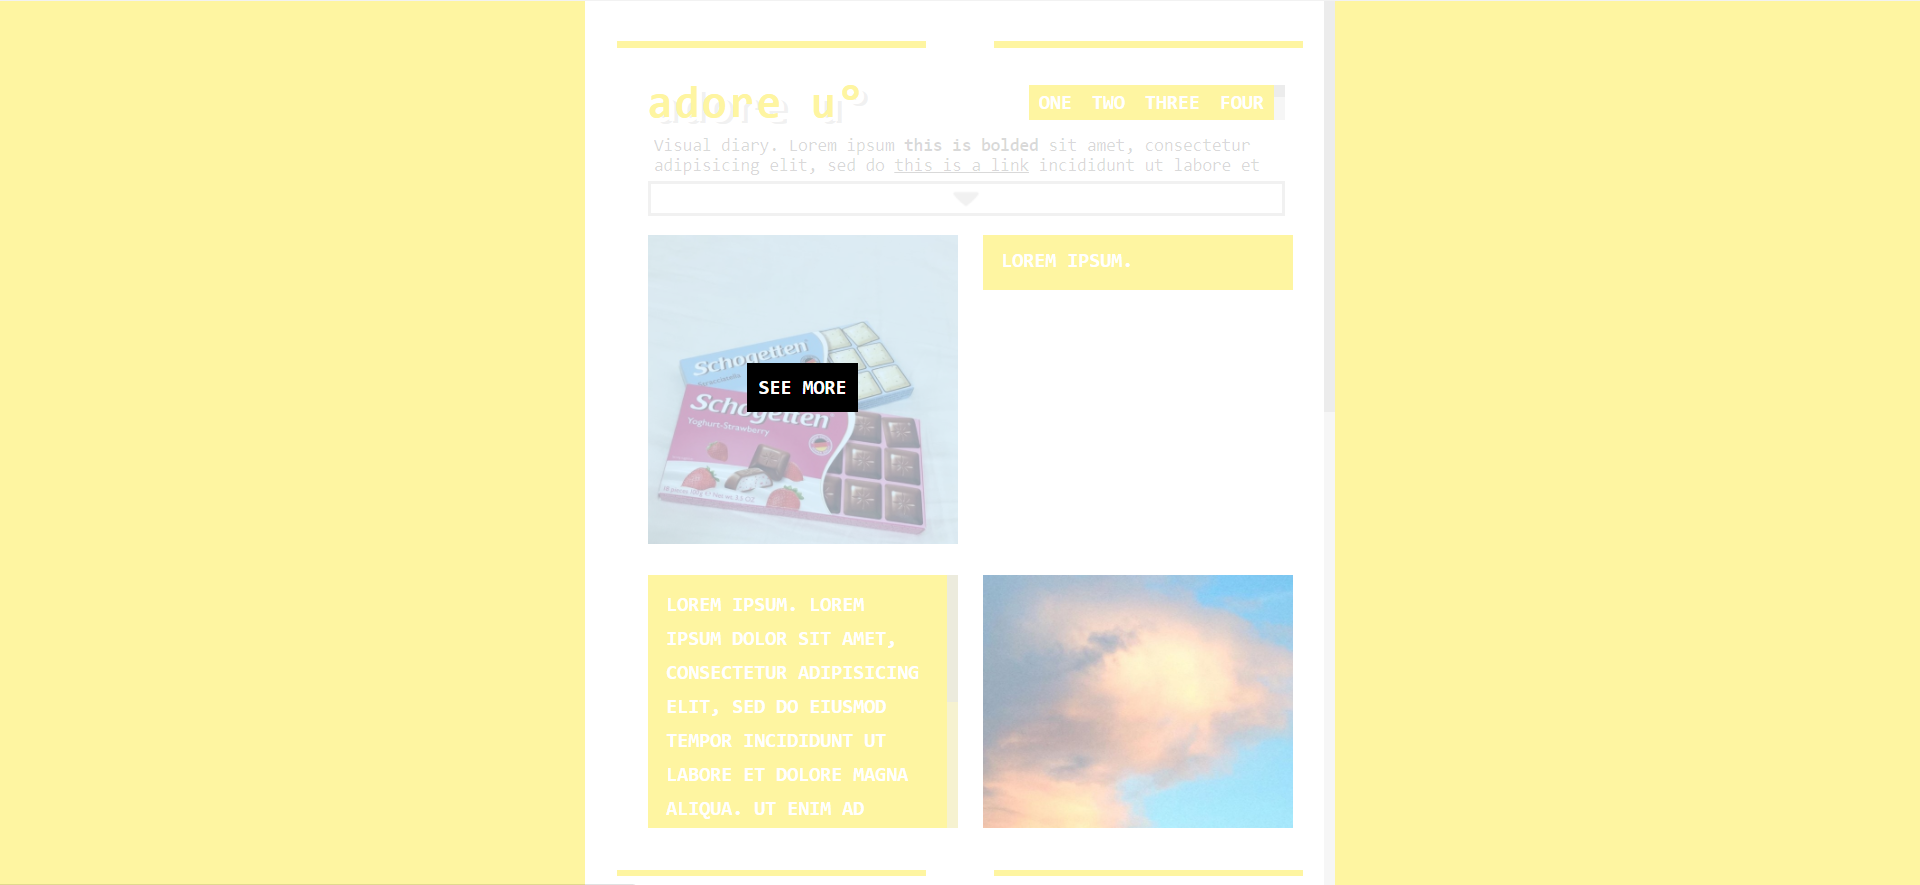 adore u°
ONE TWO THREE FOUR
Visual diary. Lorem ipsum this is bolded sit amet, consectetur
adipisicing elit, sed do this is a link incididunt ut labore et
LOREM IPSUM.
Schogetten
SEE MORE
Schogetten
Yoghurt-Strawberry
LOREM IPSUM. LOREM
IPSUM DOLOR SIT AMET,
CONSECTETUR ADIPISICING
ELIT, SED DO EIUSMOD
TEMPOR INCIDIDUNT UT
LABORE ET DOLORE MAGNA
ALIQUA. UT ENIM AD